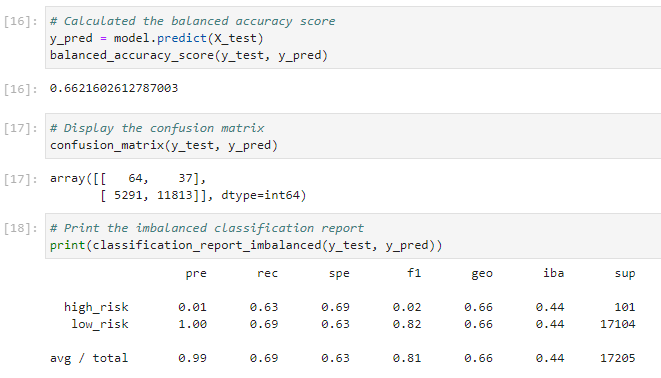 [16]: # Calculated the balanced accuracy score
y_pred = model.predict(X_test)
balanced_accuracy_score(y_test, y_pred)
[16]: 0.6621602612787003
[17]: # Display the confusion matrix
confusion_matrix(y_test, y_pred)
[17]: array([[   64,    37],
       [ 5291, 11813]], dtype=int64)
[18]: # Print the imbalanced classification report
print(classification_report_imbalanced(y_test, y_pred))
pre rec spe f1 geo iba sup
high_risk 0.01 0.63 0.69 0.02 0.66 0.44 101
low_risk 1.00 0.69 0.63 0.82 0.66 0.44 17104
avg / total 0.99 0.69 0.63 0.81 0.66 0.44 17205